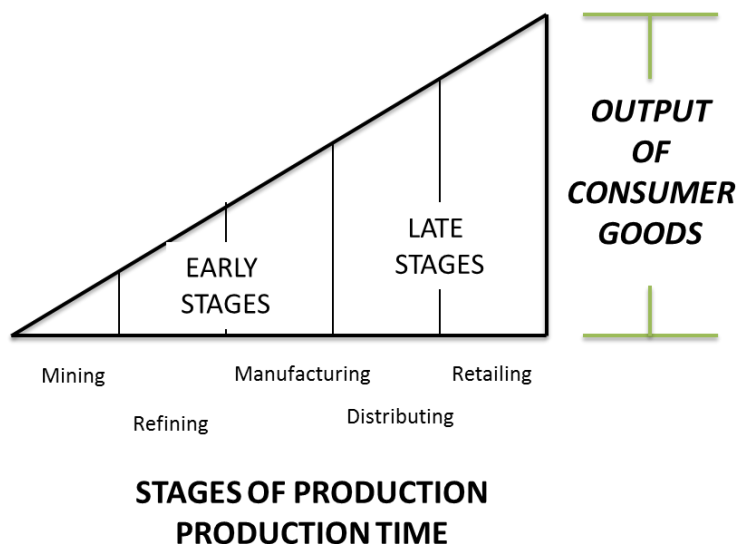 OUTPUT
OF
CONSUMER
GOODS
LATE
STAGES
EARLY
STAGES
Mining
Refining
Manufacturing
Distributing
Retailing
STAGES OF PRODUCTION
PRODUCTION TIME